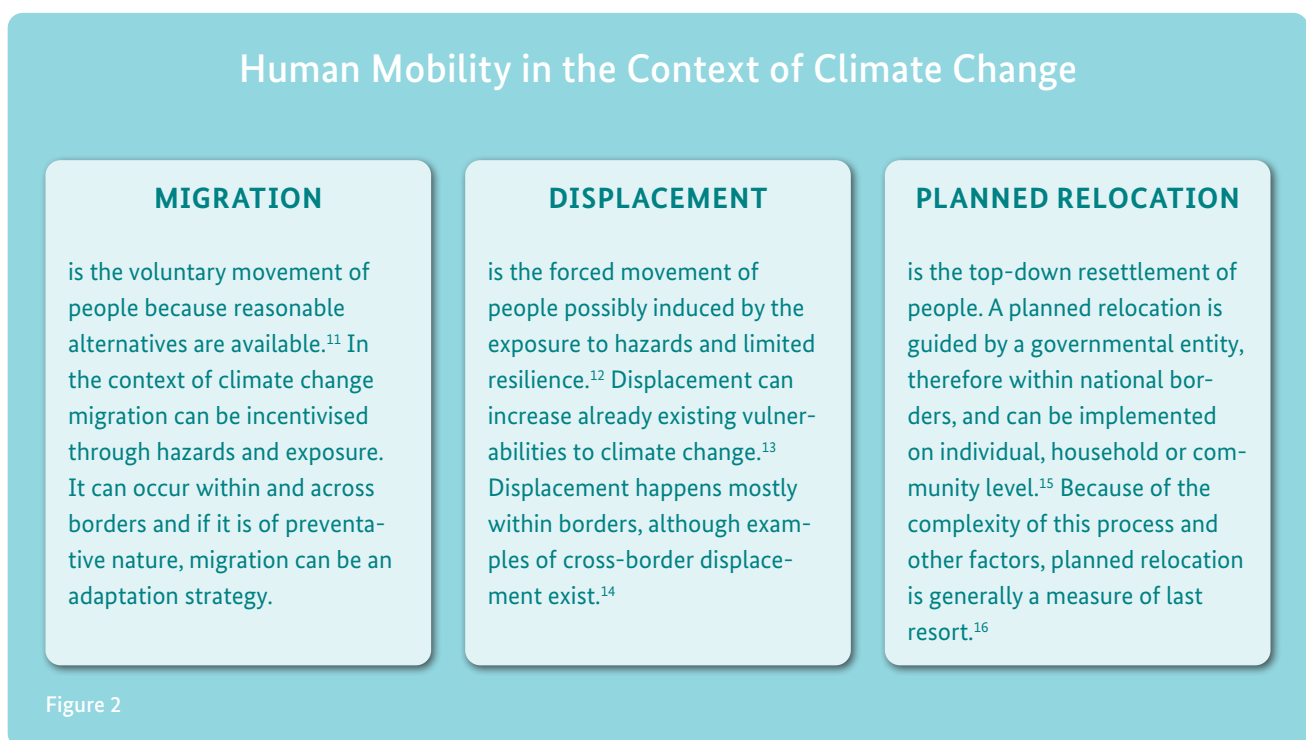 Human Mobility in the Context of Climate Change
MIGRATION
is the voluntary movement of
people because reasonable
alternatives are available.¹¹ In
the context of climate change
migration can be incentivised
through hazards and exposure.
It can occur within and across
borders and if it is of preventa-
tive nature, migration can be an
adaptation strategy.
DISPLACEMENT
is the forced movement of
people possibly induced by the
exposure to hazards and limited
resilience.¹² Displacement can
increase already existing vulner-
abilities to climate change.¹³
Displacement happens mostly
within borders, although exam-
ples of cross-border displace-
ment exist.¹⁴
PLANNED RELOCATION
is the top-down resettlement of
people. A planned relocation is
guided by a governmental entity,
therefore within national bor-
ders, and can be implemented
on individual, household or com-
munity level.¹⁵ Because of the
complexity of this process and
other factors, planned relocation
is generally a measure of last
resort.¹⁶
Figure 2